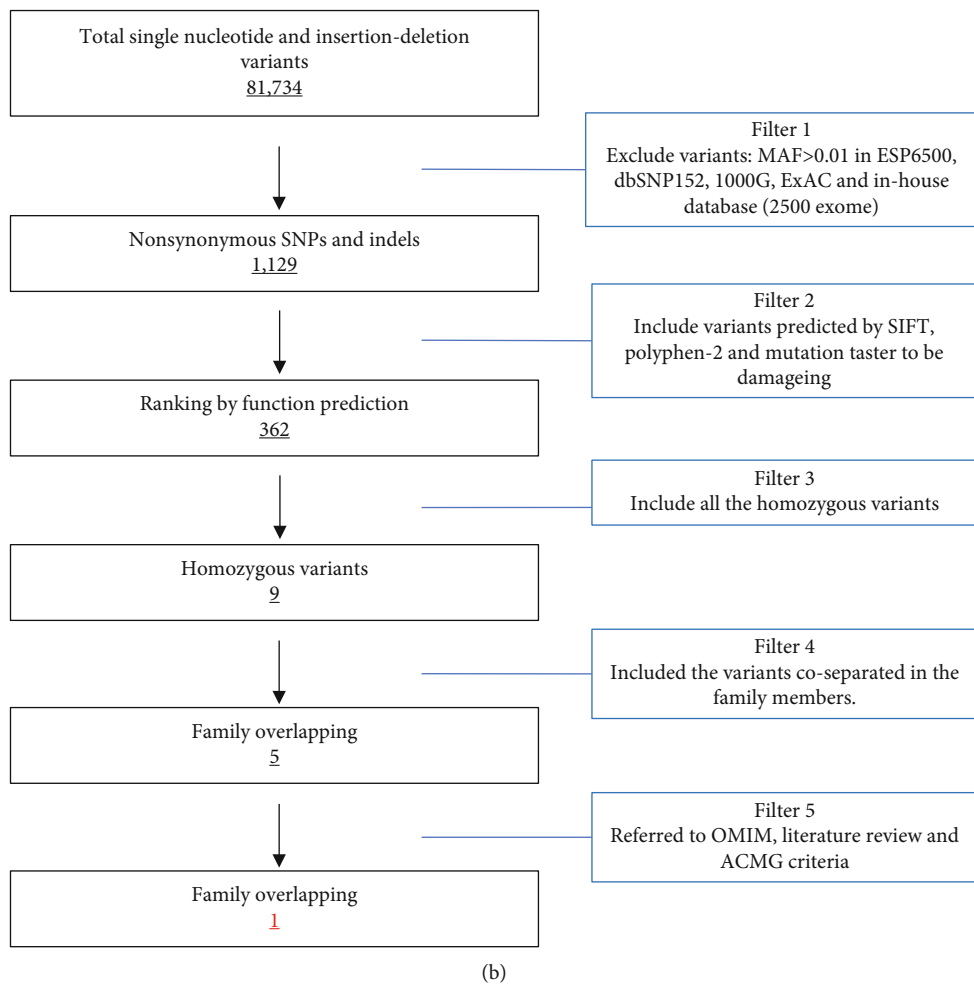 Total single nucleotide and insertion-deletion
variants
81,734
Filter 1
Exclude variants: MAF>0.01 in ESP6500,
dbSNP152, 1000G, ExAC and in-house
database (2500 exome)
Nonsynonymous SNPs and indels
1,129
Filter 2
Include variants predicted by SIFT,
polyphen-2 and mutation taster to be
damageing
Ranking by function prediction
362
Filter 3
Include all the homozygous variants
Homozygous variants
9
Filter 4
Included the variants co-separated in the
family members.
Family overlapping
5
Filter 5
Referred to OMIM, literature review and
ACMG criteria
Family overlapping
1
(b)